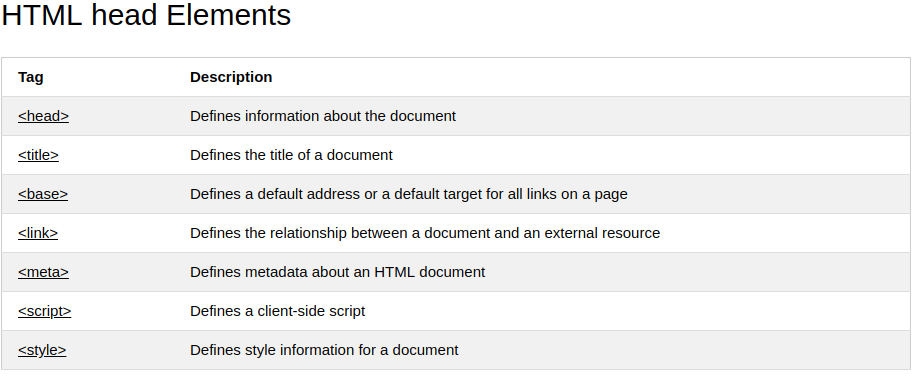 HTML head Elements
Tag Description
<head> Defines information about the document
<title> Defines the title of a document
<base> Defines a default address or a default target for all links on a page
<link> Defines the relationship between a document and an external resource
<meta> Defines metadata about an HTML document
<script> Defines a client-side script
<style> Defines style information for a document